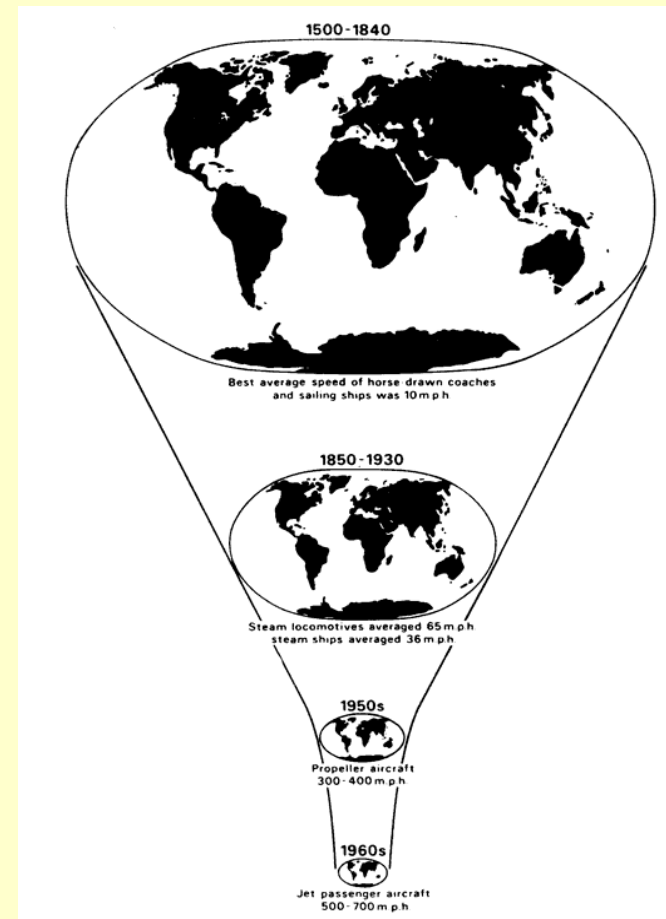 1500-1840
Best average speed of horse-drawn coaches
and sailing ships was 10 m.p.h.
1850-1930
Steam locomotives averaged 65 m.p.h.
steam ships averaged 36 m.p.h.
1950s
Propeller aircraft
300-400 m.p.h.
1960s
Jet passenger aircraft
500-700 m.p.h.